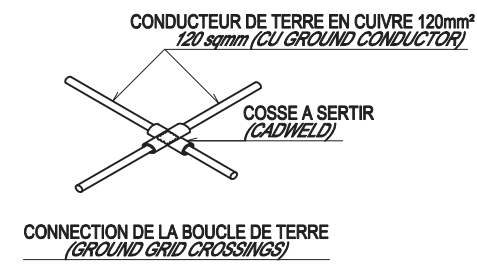 CONDUCTEUR DE TERRE EN CUIVRE 120mm²
120 sqmm (CU GROUND CONDUCTOR)
COSSE A SERTIR
(CADWELD)
CONNECTION DE LA BOUCLE DE TERRE
(GROUND GRID CROSSINGS)